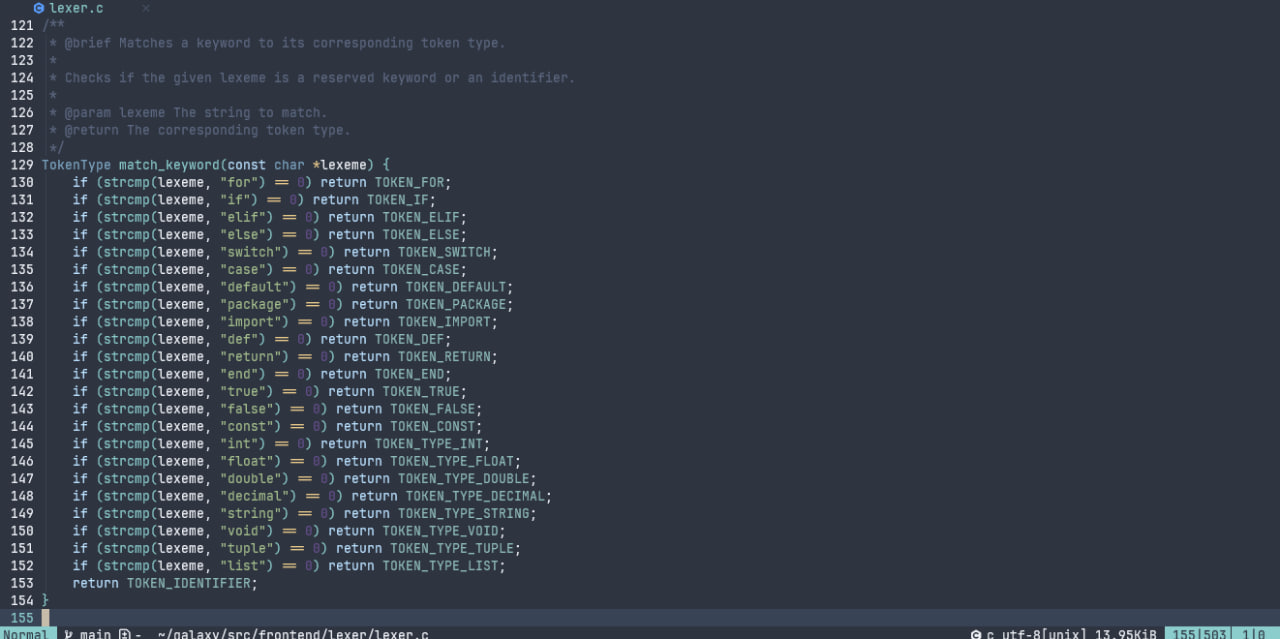 lexer.c ×
121 /**
122  * @brief Matches a keyword to its corresponding token type.
123  *
124  * Checks if the given lexeme is a reserved keyword or an identifier.
125  *
126  * @param lexeme The string to match.
127  * @return The corresponding token type.
128  */
129 TokenType match_keyword(const char *lexeme) {
130     if (strcmp(lexeme, "for") == 0) return TOKEN_FOR;
131     if (strcmp(lexeme, "if") == 0) return TOKEN_IF;
132     if (strcmp(lexeme, "elif") == 0) return TOKEN_ELIF;
133     if (strcmp(lexeme, "else") == 0) return TOKEN_ELSE;
134     if (strcmp(lexeme, "switch") == 0) return TOKEN_SWITCH;
135     if (strcmp(lexeme, "case") == 0) return TOKEN_CASE;
136     if (strcmp(lexeme, "default") == 0) return TOKEN_DEFAULT;
137     if (strcmp(lexeme, "package") == 0) return TOKEN_PACKAGE;
138     if (strcmp(lexeme, "import") == 0) return TOKEN_IMPORT;
139     if (strcmp(lexeme, "def") == 0) return TOKEN_DEF;
140     if (strcmp(lexeme, "return") == 0) return TOKEN_RETURN;
141     if (strcmp(lexeme, "end") == 0) return TOKEN_END;
142     if (strcmp(lexeme, "true") == 0) return TOKEN_TRUE;
143     if (strcmp(lexeme, "false") == 0) return TOKEN_FALSE;
144     if (strcmp(lexeme, "const") == 0) return TOKEN_CONST;
145     if (strcmp(lexeme, "int") == 0) return TOKEN_TYPE_INT;
146     if (strcmp(lexeme, "float") == 0) return TOKEN_TYPE_FLOAT;
147     if (strcmp(lexeme, "double") == 0) return TOKEN_TYPE_DOUBLE;
148     if (strcmp(lexeme, "decimal") == 0) return TOKEN_TYPE_DECIMAL;
149     if (strcmp(lexeme, "string") == 0) return TOKEN_TYPE_STRING;
150     if (strcmp(lexeme, "void") == 0) return TOKEN_TYPE_VOID;
151     if (strcmp(lexeme, "tuple") == 0) return TOKEN_TYPE_TUPLE;
152     if (strcmp(lexeme, "list") == 0) return TOKEN_TYPE_LIST;
153     return TOKEN_IDENTIFIER;
154 }
155
Normal main - ~/galaxy/src/frontend/lexer/lexer.c c utf-8[unix] 13.95KiB 155|503 1|0